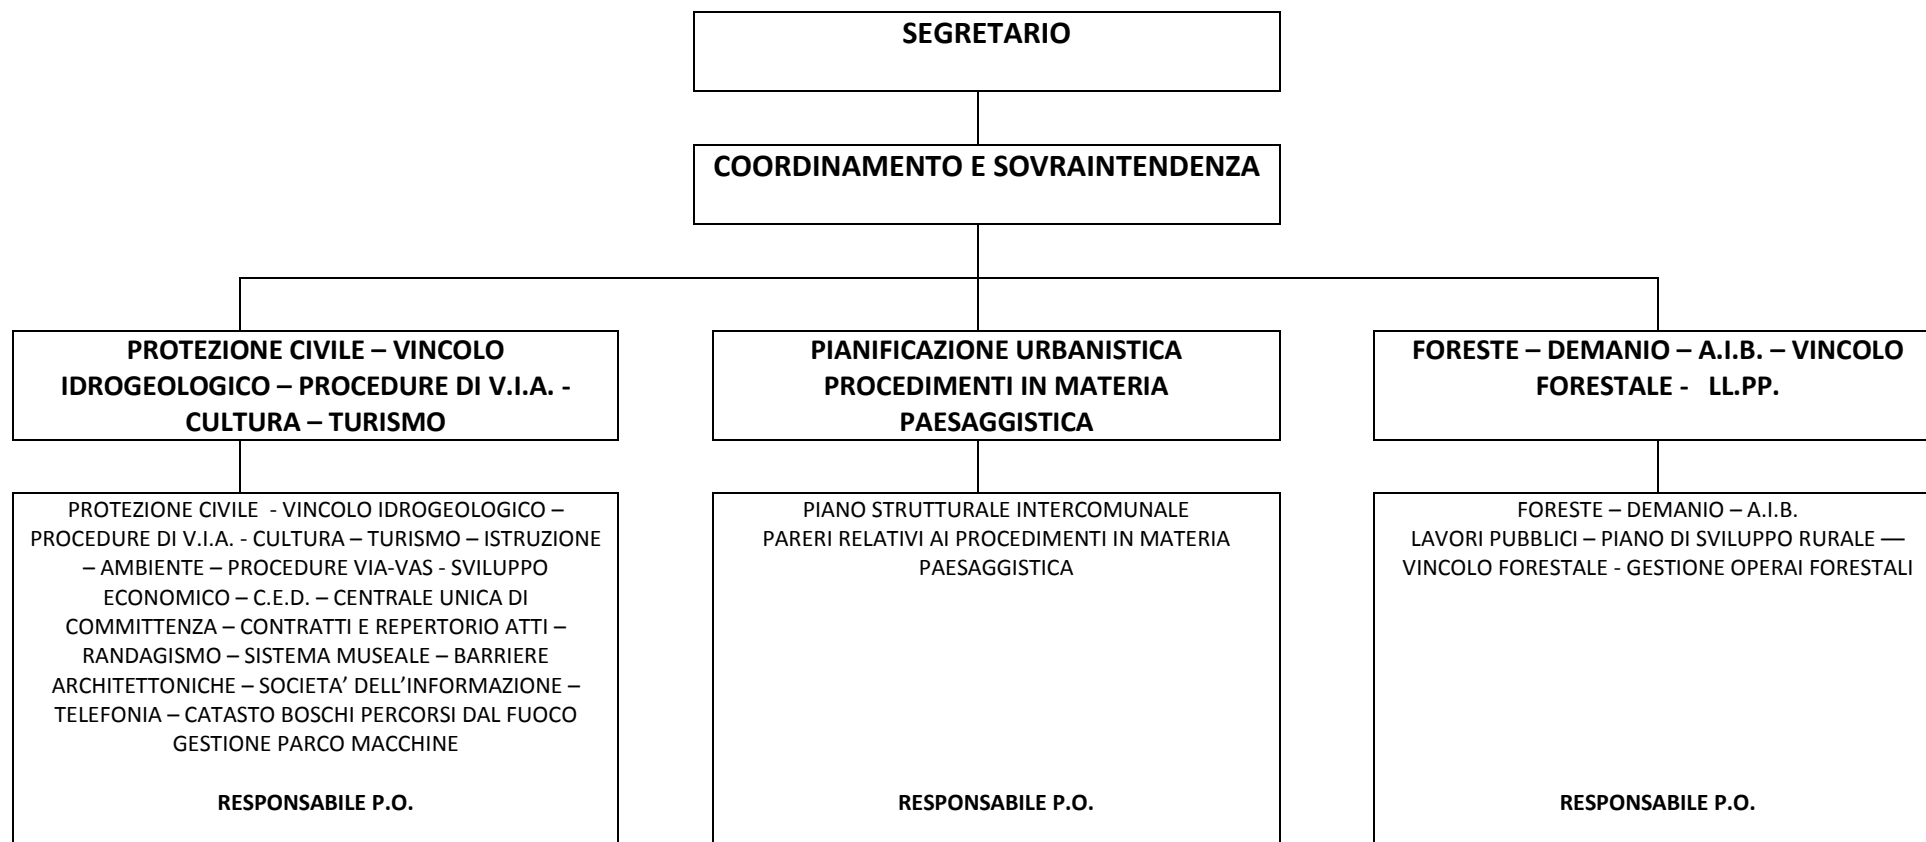 SEGRETARIO
COORDINAMENTO E SOVRAINTENDENZA
PROTEZIONE CIVILE – VINCOLO
IDROGEOLOGICO – PROCEDURE DI V.I.A. -
CULTURA – TURISMO
PIANIFICAZIONE URBANISTICA
PROCEDIMENTI IN MATERIA
PAESAGGISTICA
FORESTE – DEMANIO – A.I.B. – VINCOLO
FORESTALE - LL.PP.
PROTEZIONE CIVILE - VINCOLO IDROGEOLOGICO –
PROCEDURE DI V.I.A. - CULTURA – TURISMO – ISTRUZIONE
– AMBIENTE – PROCEDURE VIA-VAS - SVILUPPO
ECONOMICO – C.E.D. – CENTRALE UNICA DI
COMMITTENZA – CONTRATTI E REPERTORIO ATTI –
RANDAGISMO – SISTEMA MUSEALE – BARRIERE
ARCHITETTONICHE – SOCIETA’ DELL’INFORMAZIONE –
TELEFONIA – CATASTO BOSCHI PERCORSI DAL FUOCO
GESTIONE PARCO MACCHINE
RESPONSABILE P.O.
PIANO STRUTTURALE INTERCOMUNALE
PARERI RELATIVI AI PROCEDIMENTI IN MATERIA
PAESAGGISTICA
RESPONSABILE P.O.
FORESTE – DEMANIO – A.I.B.
LAVORI PUBBLICI – PIANO DI SVILUPPO RURALE –—
VINCOLO FORESTALE - GESTIONE OPERAI FORESTALI
RESPONSABILE P.O.